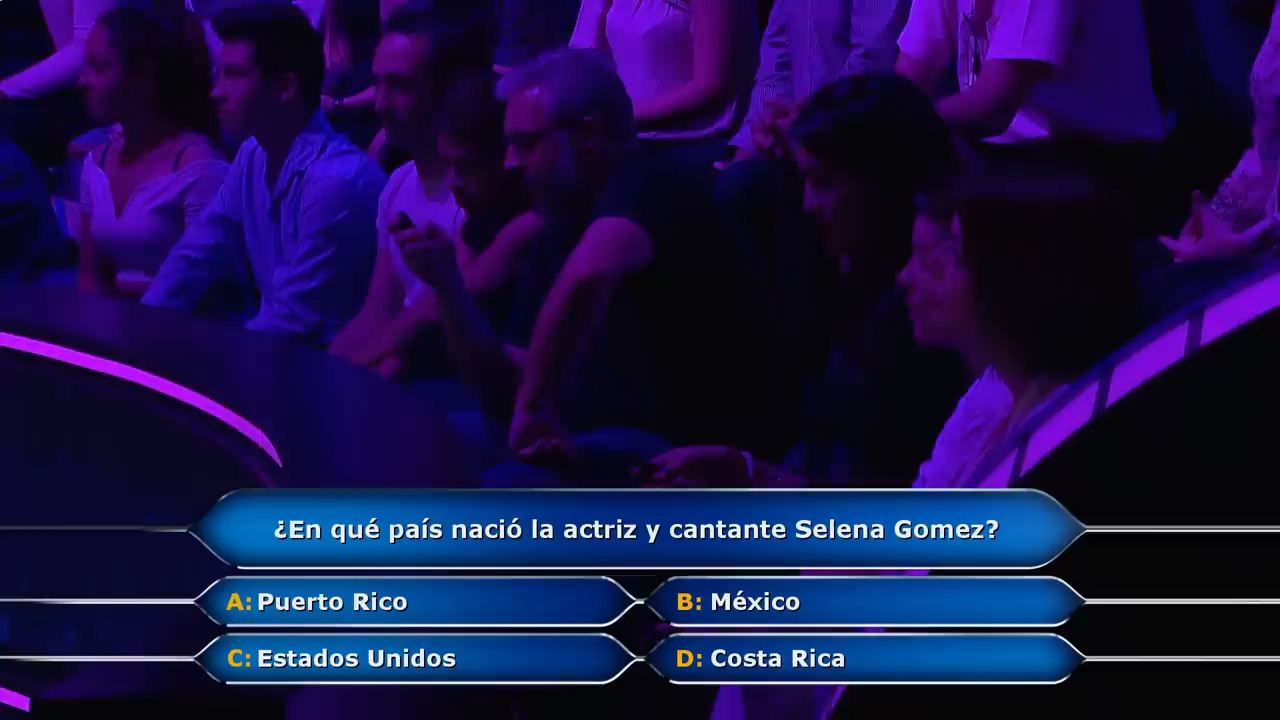 ¿En qué país nació la actriz y cantante Selena Gomez?
A: Puerto Rico
B: México
C: Estados Unidos
D: Costa Rica